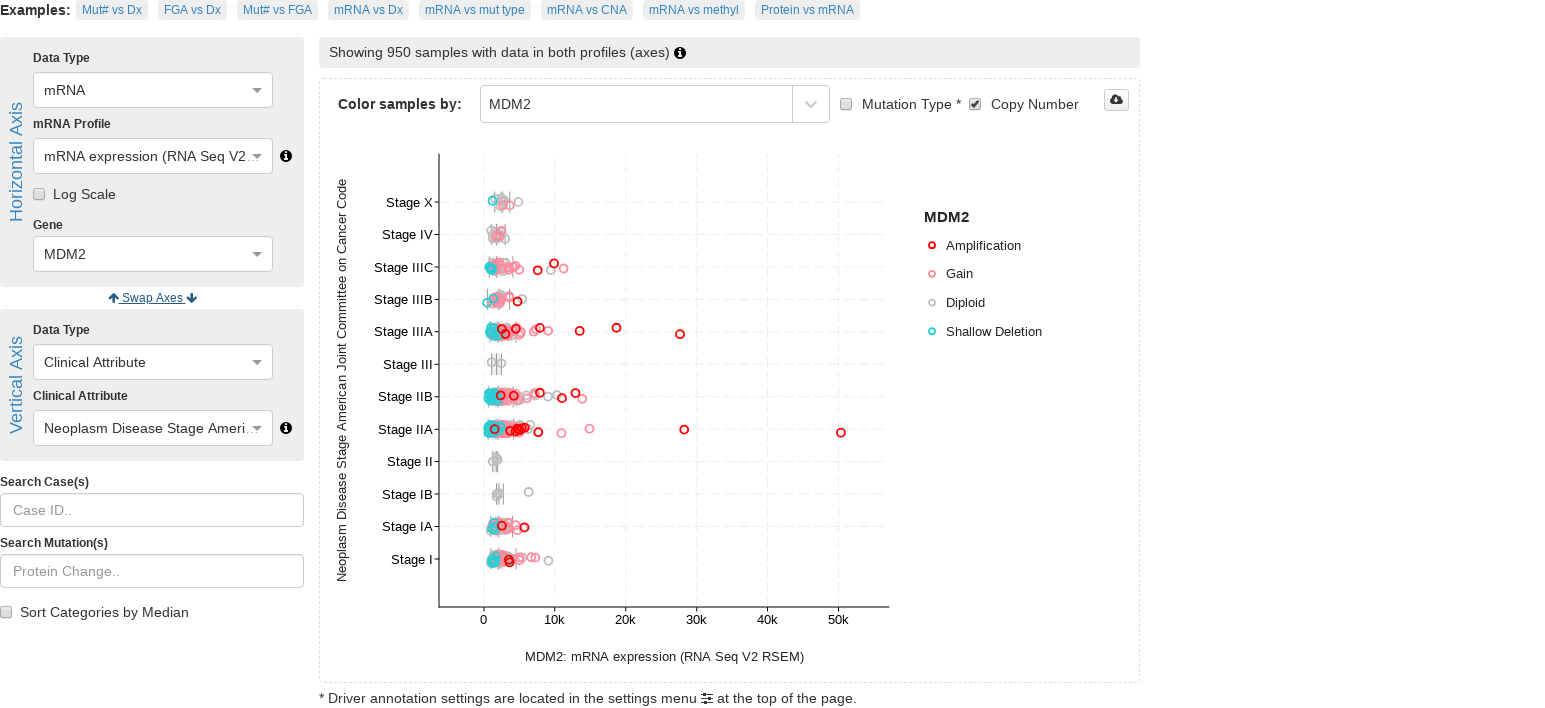 Examples: Mut# vs Dx FGA vs Dx Mut# vs FGA mRNA vs Dx mRNA vs mut type mRNA vs CNA mRNA vs methyl Protein vs mRNA
Horizontal Axis
Data Type
mRNA
mRNA Profile
mRNA expression (RNA Seq V2...
Log Scale
Gene
MDM2
Swap Axes
Vertical Axis
Data Type
Clinical Attribute
Clinical Attribute
Neoplasm Disease Stage Ameri...
Search Case(s)
Case ID..
Search Mutation(s)
Protein Change..
Sort Categories by Median
Showing 950 samples with data in both profiles (axes)
Color samples by: MDM2 Mutation Type * Copy Number
Neoplasm Disease Stage American Joint Committee on Cancer Code
Stage X
Stage IV
Stage IIIC
Stage IIIB
Stage IIIA
Stage III
Stage IIB
Stage IIA
Stage II
Stage IB
Stage IA
Stage I
0 10k 20k 30k 40k 50k
MDM2: mRNA expression (RNA Seq V2 RSEM)
MDM2
Amplification
Gain
Diploid
Shallow Deletion
* Driver annotation settings are located in the settings menu at the top of the page.